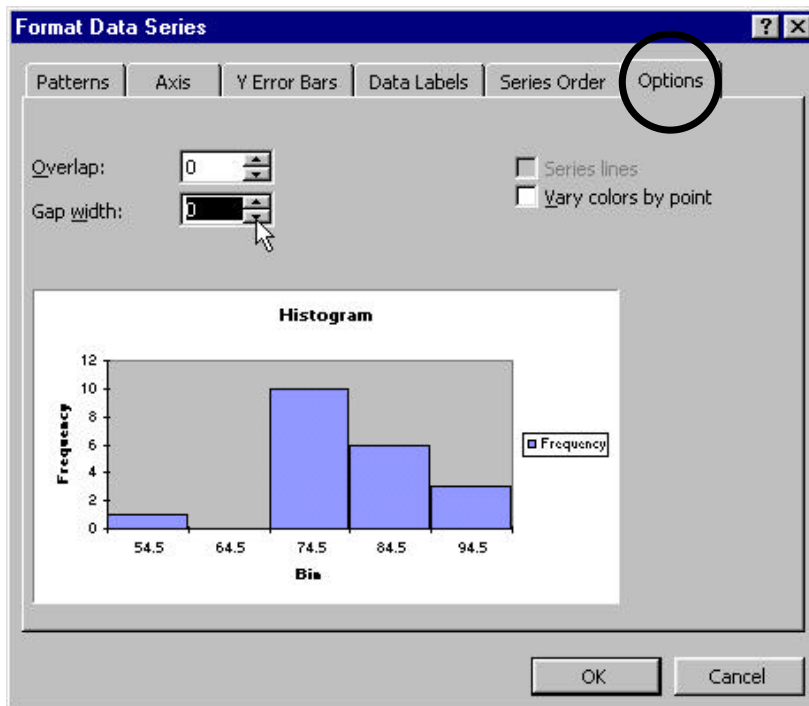 Format Data Series
Patterns Axis Y Error Bars Data Labels Series Order Options
Overlap: 0
Series lines
Gap width: 0
Vary colors by point
Histogram
12
10
8
6
4
2
0
Frequency
54.5 64.5 74.5 84.5 94.5
Bin
Frequency
OK Cancel